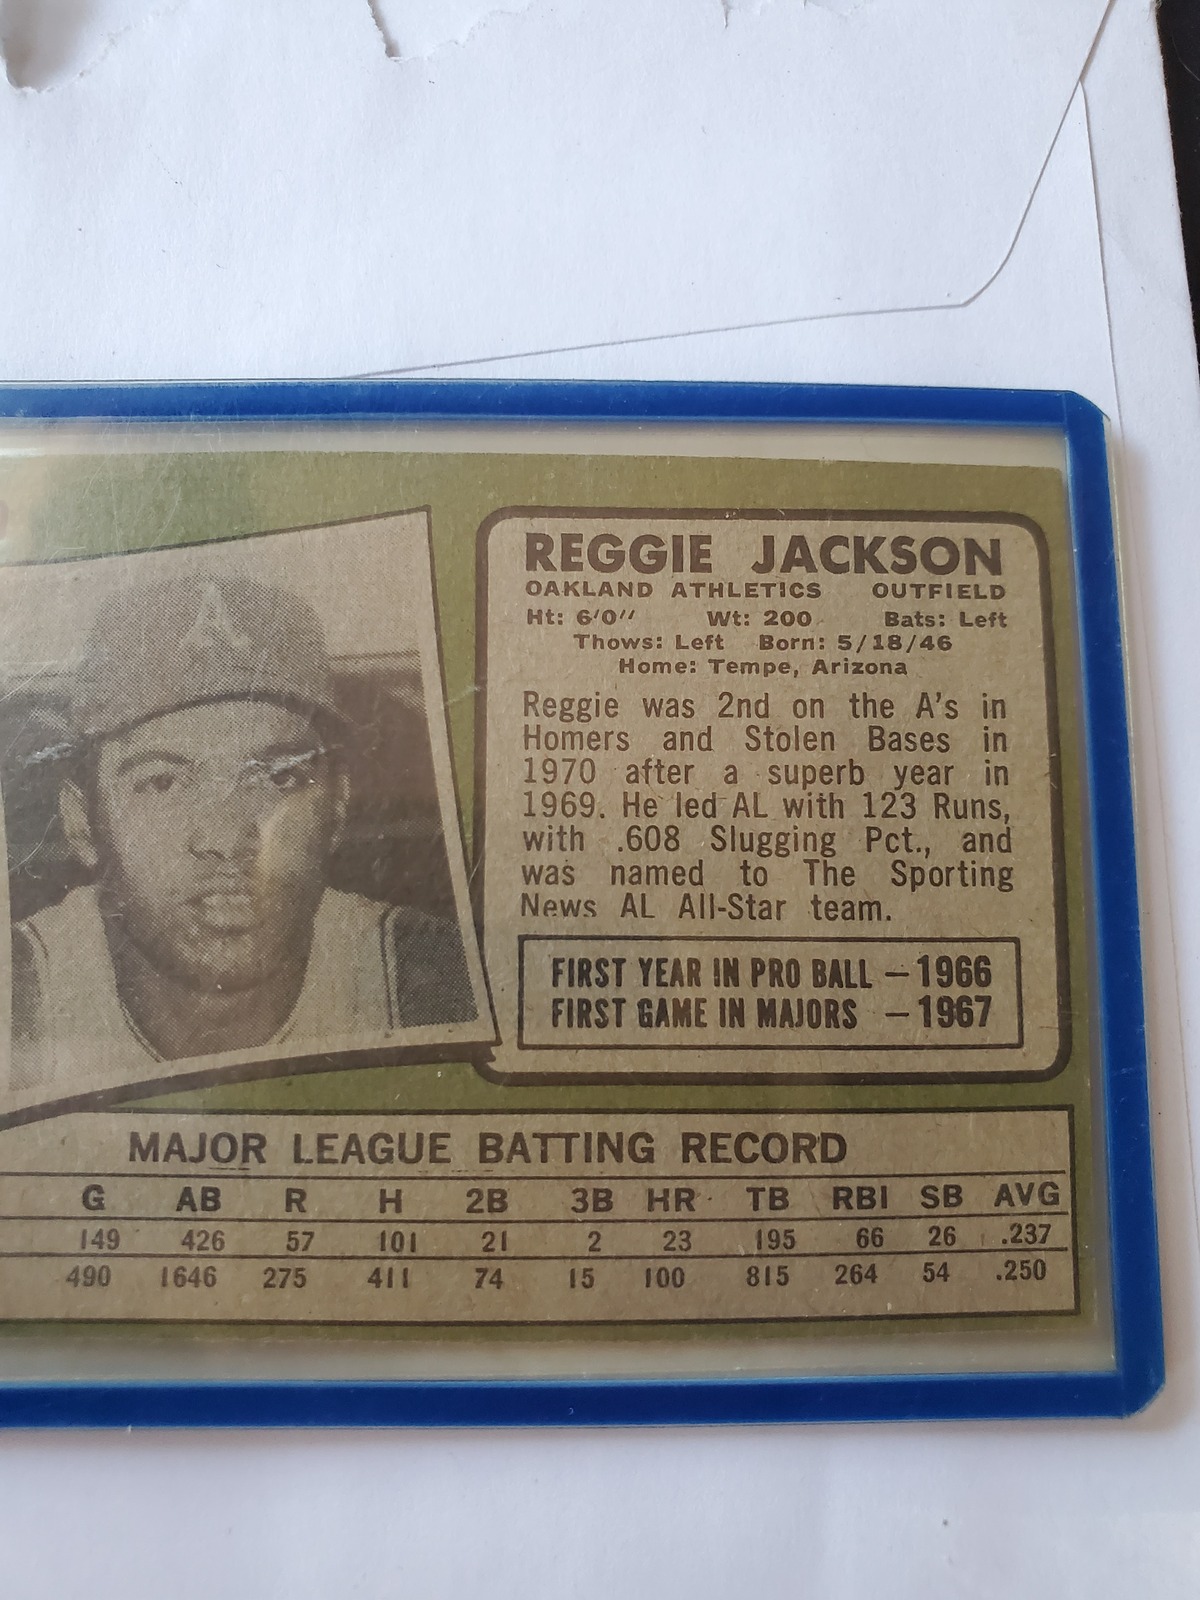 A
REGGIE JACKSON
OAKLAND ATHLETICS OUTFIELD
Ht: 6'0" Wt: 200 Bats: Left
Thows: Left Born: 5/18/46
Home: Tempe, Arizona
Reggie was 2nd on the A's in
Homers and Stolen Bases in
1970 after a superb year in
1969. He led AL with 123 Runs,
with .608 Slugging Pct., and
was named to The Sporting
News AL All-Star team.
FIRST YEAR IN PRO BALL — 1966
FIRST GAME IN MAJORS — 1967
MAJOR LEAGUE BATTING RECORD
G AB R H 2B 3B HR TB RBI SB AVG
149 426 57 101 21 2 23 195 66 26 .237
490 1646 275 411 74 15 100 815 264 54 .250